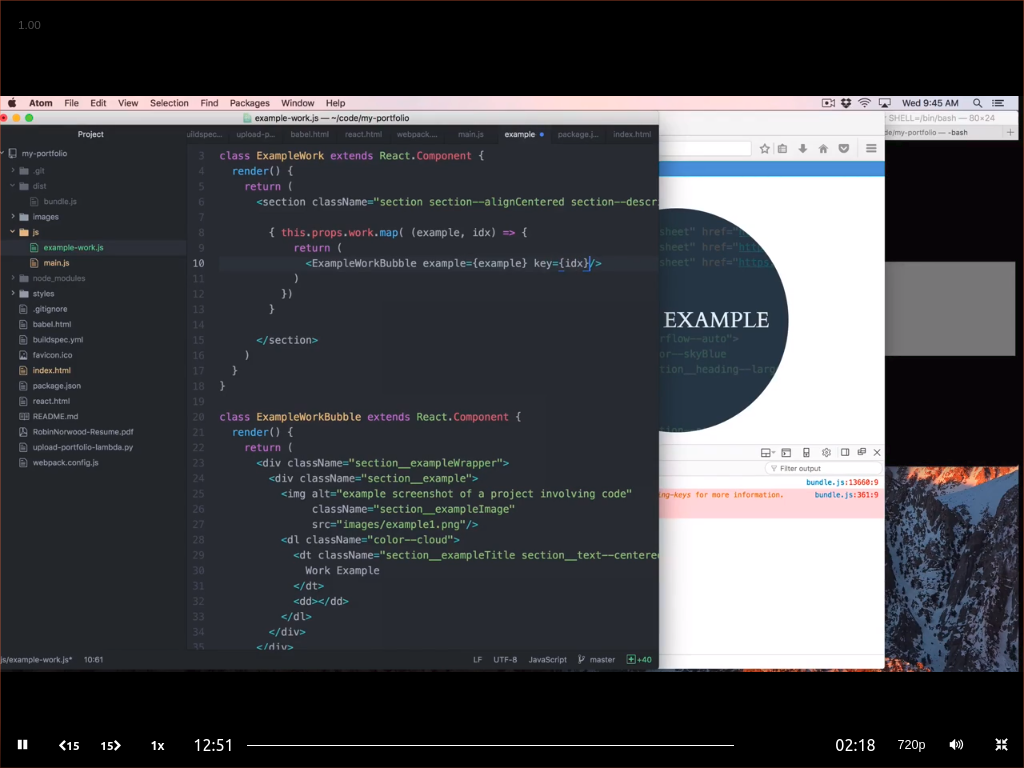 1.00
Atom File Edit View Selection Find Packages Window Help
Wed 9:45 AM
example-work.js — ~/code/my-portfolio
SHELL=/bin/bash — 80×24
Project
uildspec... upload-p... babel.html react.html webpack.... main.js example package.j... index.html
de/my-portfolio — -bash
my-portfolio
.git
dist
bundle.js
images
js
example-work.js
main.js
node_modules
styles
.gitignore
babel.html
buildspec.yml
favicon.ico
index.html
package.json
react.html
README.md
RobinNorwood-Resume.pdf
upload-portfolio-lambda.py
webpack.config.js
3 class ExampleWork extends React.Component {
4 render() {
5 return (
6 <section className="section section--alignCentered section--descr
7
8 { this.props.work.map( (example, idx) => {
9 return (
10 <ExampleWorkBubble example={example} key={idx}/>
11 )
12 })
13 }
14
15 </section>
16 )
17 }
18 }
19
20 class ExampleWorkBubble extends React.Component {
21 render() {
22 return (
23 <div className="section__exampleWrapper">
24 <div className="section__example">
25 <img alt="example screenshot of a project involving code"
26 className="section__exampleImage"
27 src="images/example1.png"/>
28 <dl className="color--cloud">
29 <dt className="section__exampleTitle section__text--centered
30 Work Example
31 </dt>
32 <dd></dd>
33 </dl>
34 </div>
35 </div>
sheet" href="
sheet" href="htt
sheet" href="https
EXAMPLE
rflow--auto">
or--skyBlue
tion__heading--larg
Filter output
bundle.js:13660:9
ing-keys for more information. bundle.js:361:9
js/example-work.js* 10:61 LF UTF-8 JavaScript master +40
15 15 1x 12:51 02:18 720p